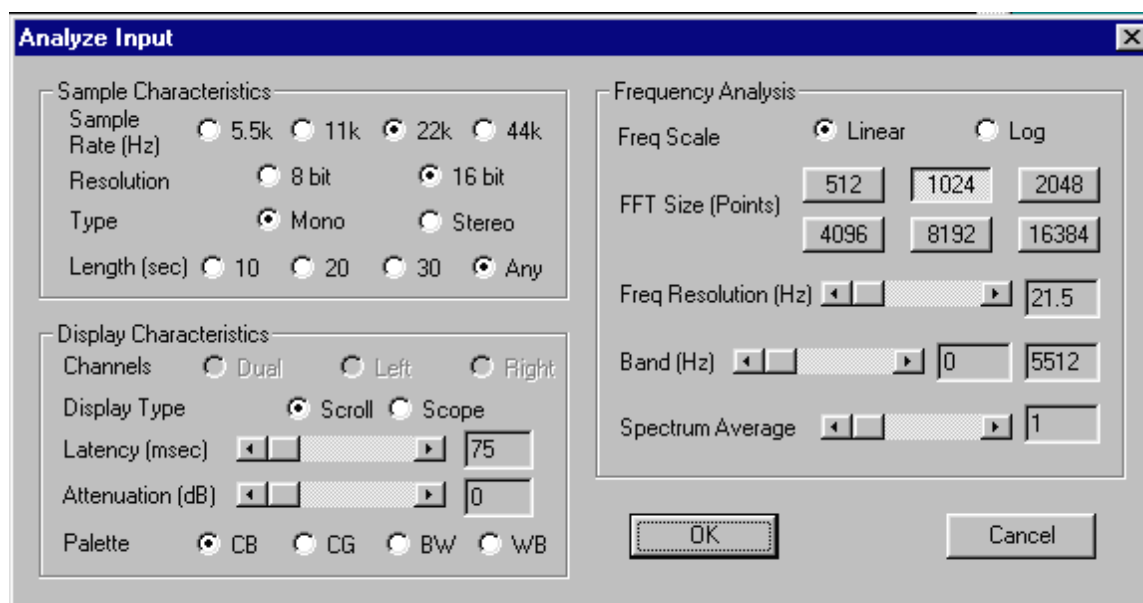 Analyze Input
Sample Characteristics
Sample Rate (Hz) 5.5k 11k 22k 44k
Resolution 8 bit 16 bit
Type Mono Stereo
Length (sec) 10 20 30 Any
Display Characteristics
Channels Dual Left Right
Display Type Scroll Scope
Latency (msec) 75
Attenuation (dB) 0
Palette CB CG BW WB
Frequency Analysis
Freq Scale Linear Log
FFT Size (Points)
512 1024 2048
4096 8192 16384
Freq Resolution (Hz) 21.5
Band (Hz) 0 5512
Spectrum Average 1
OK Cancel